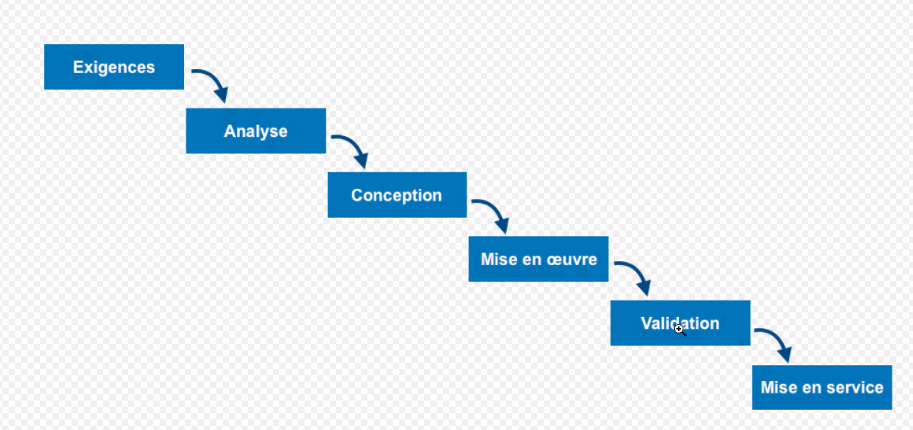 Exigences
Analyse
Conception
Mise en œuvre
Validation
Mise en service